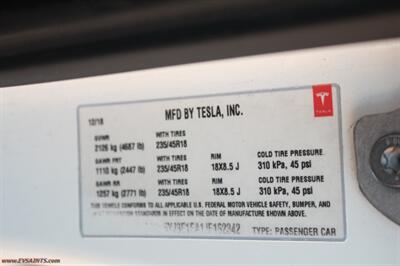 MFD BY TESLA, INC.
12/18
GVWR WITH TIRES
2126 kg (4687 lb) 235/45R18
GAWR FRT WITH TIRES RIM COLD TIRE PRESSURE
1110 kg (2447 lb) 235/45R18 18X8.5 J 310 kPa, 45 psi
GAWR RR WITH TIRES RIM COLD TIRE PRESSURE
1257 kg (2771 lb) 235/45R18 18X8.5 J 310 kPa, 45 psi
THIS VEHICLE CONFORMS TO ALL APPLICABLE U.S. FEDERAL MOTOR VEHICLE SAFETY, BUMPER, AND
THEFT PREVENTION STANDARDS IN EFFECT ON THE DATE OF MANUFACTURE SHOWN ABOVE.
TYPE: PASSENGER CAR
www.EVSAINTS.com